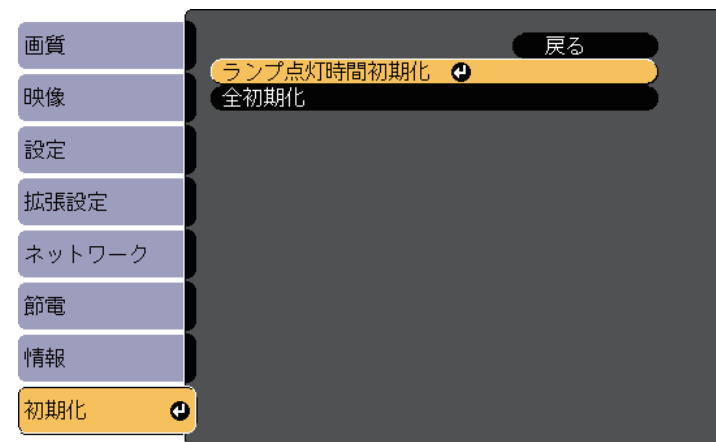 画質
映像
設定
拡張設定
ネットワーク
節電
情報
初期化
戻る
ランプ点灯時間初期化
全初期化